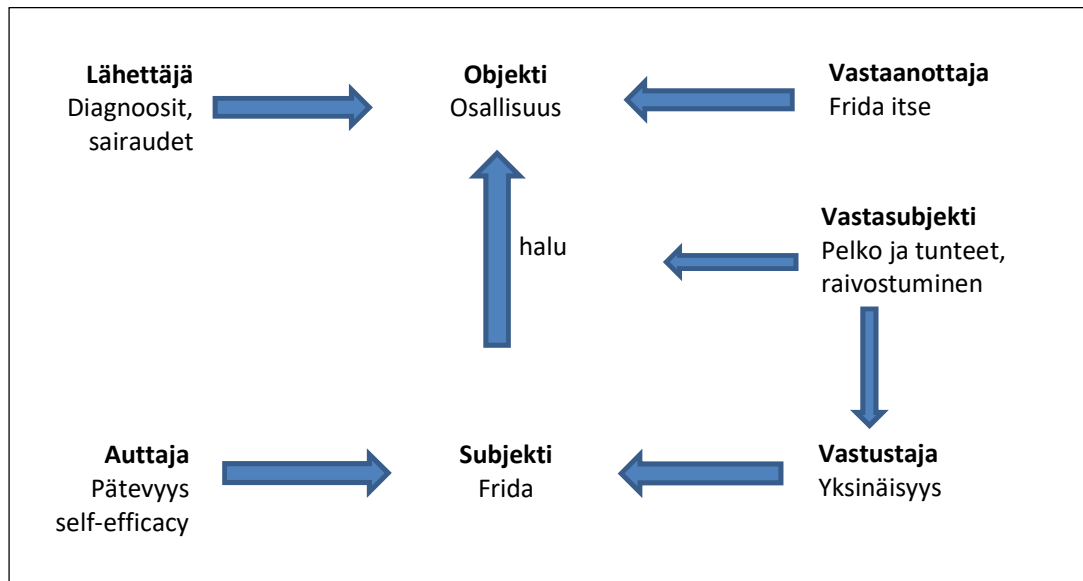 Lähettäjä
Diagnoosit,
sairaudet
Objekti
Osallisuus
Vastaanottaja
Frida itse
halu
Vastasubjekti
Pelko ja tunteet,
raivostuminen
Auttaja
Pätevyys
self-efficacy
Subjekti
Frida
Vastustaja
Yksinäisyys